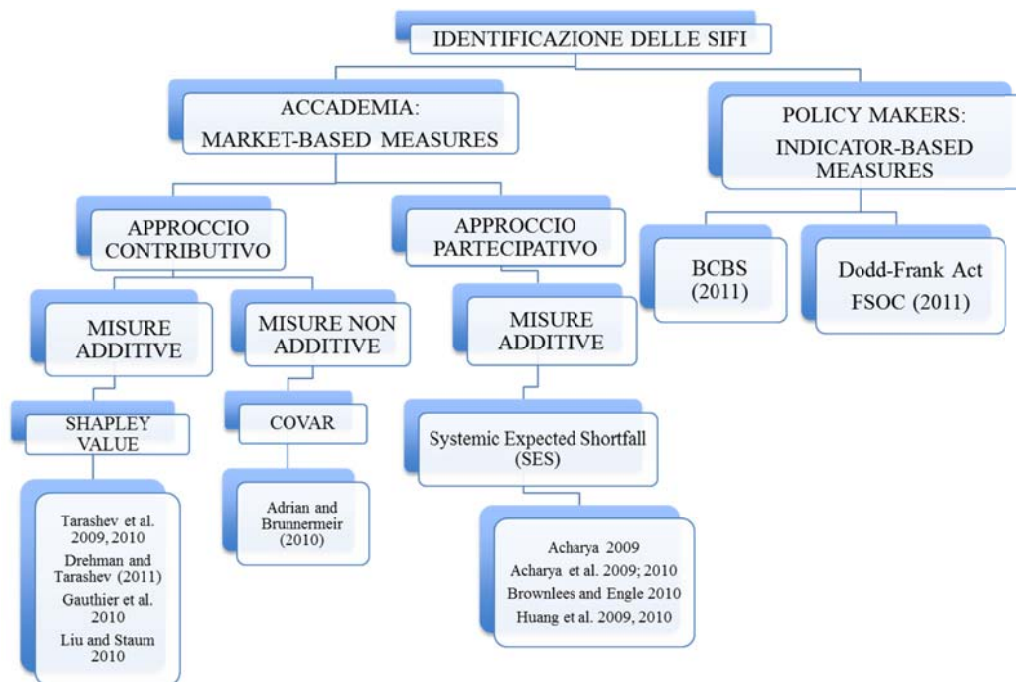 IDENTIFICAZIONE DELLE SIFI
ACCADEMIA:
MARKET-BASED MEASURES
POLICY MAKERS:
INDICATOR-BASED
MEASURES
APPROCCIO
CONTRIBUTIVO
APPROCCIO
PARTECIPATIVO
BCBS
(2011)
Dodd-Frank Act
FSOC (2011)
MISURE
ADDITIVE
MISURE NON
ADDITIVE
MISURE
ADDITIVE
SHAPLEY
VALUE
COVAR
Systemic Expected Shortfall
(SES)
Tarashev et al.
2009, 2010
Drehman and
Tarashev (2011)
Gauthier et al.
2010
Liu and Staum
2010
Adrian and
Brunnermeir
(2010)
Acharya 2009
Acharya et al. 2009; 2010
Brownlees and Engle 2010
Huang et al. 2009, 2010